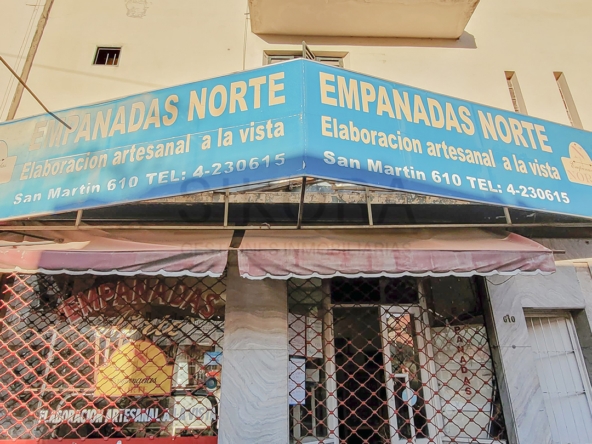 EMPANADAS NORTE
Elaboracion artesanal a la vista
San Martin 610 TEL: 4-230615
EMPANADAS NORTE
Elaboracion artesanal a la vista
San Martin 610 TEL: 4-230615
EMPANADAS
ELABORACION ARTESANAL A LA VISTA
PANADAS
610